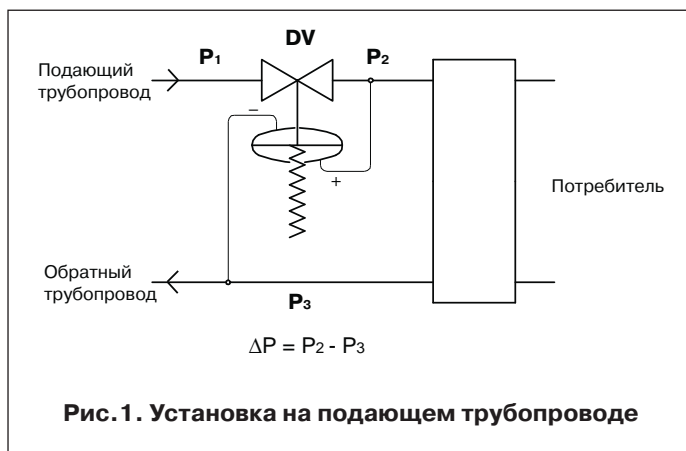 DV
P1
P2
Подающий
трубопровод
–
+
Потребитель
Обратный
трубопровод
P3
ΔP = P2 - P3
Рис.1. Установка на подающем трубопроводе